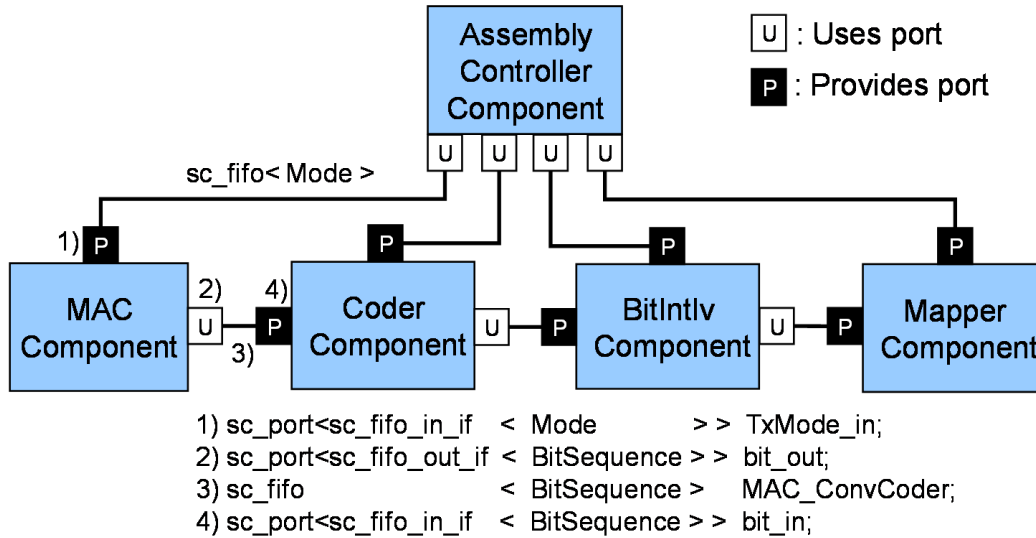 Assembly
Controller
Component
U : Uses port
P : Provides port
U U U U
sc_fifo< Mode >
1) P
P
P
P
MAC
Component
2)
U
3)
4)
P
Coder
Component
U
P
BitIntlv
Component
U
P
Mapper
Component
1) sc_port<sc_fifo_in_if < Mode > > TxMode_in;
2) sc_port<sc_fifo_out_if < BitSequence > > bit_out;
3) sc_fifo < BitSequence > MAC_ConvCoder;
4) sc_port<sc_fifo_in_if < BitSequence > > bit_in;